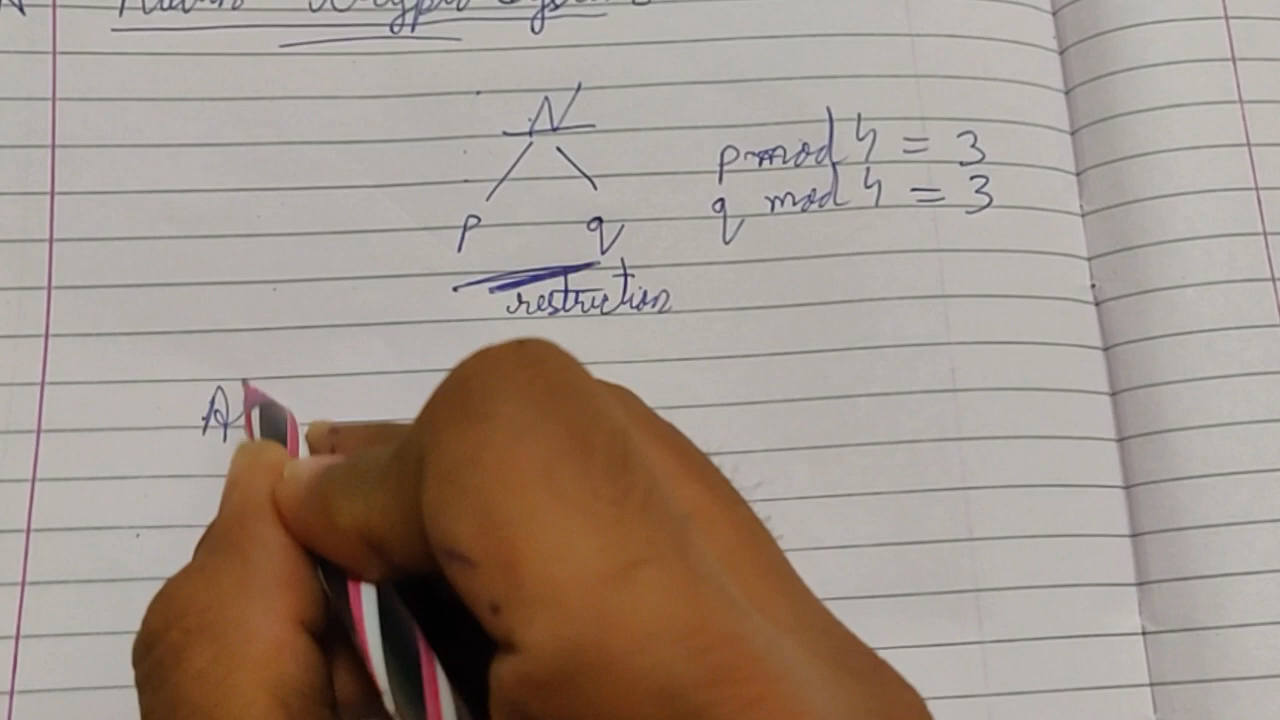 N
p mod 4 = 3
p q q mod 4 = 3
restriction
A